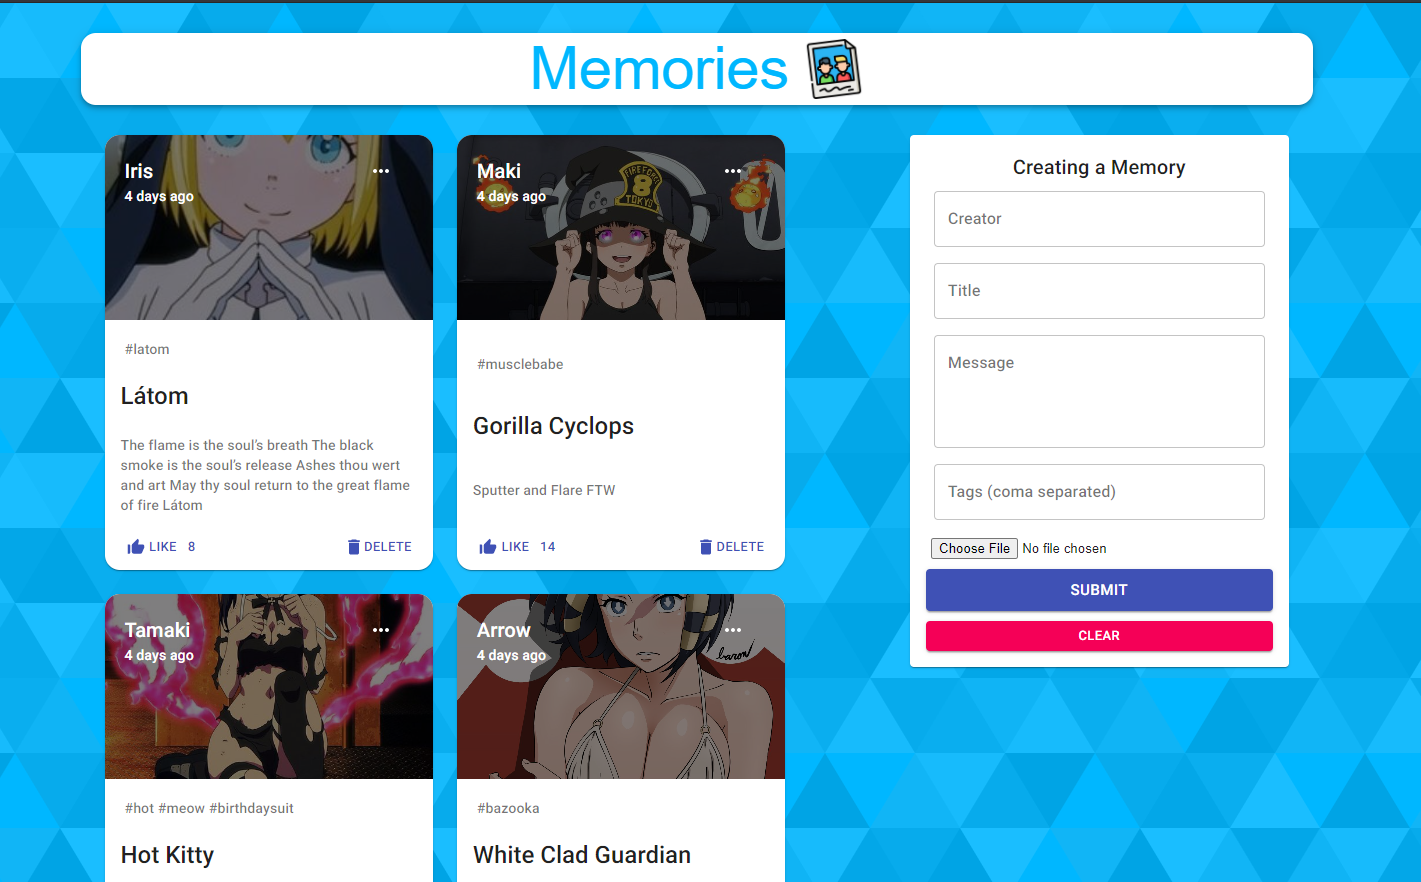 Memories
Iris
4 days ago
#latom
Látom
The flame is the soul's breath The black
smoke is the soul's release Ashes thou wert
and art May thy soul return to the great flame
of fire Látom
LIKE 8
DELETE
Maki
4 days ago
FIRE FORCE
8
TOKYO
#musclebabe
Gorilla Cyclops
Sputter and Flare FTW
LIKE 14
DELETE
Tamaki
4 days ago
#hot #meow #birthdaysuit
Hot Kitty
Arrow
4 days ago
baron
#bazooka
White Clad Guardian
Creating a Memory
Creator
Title
Message
Tags (coma separated)
Choose File No file chosen
SUBMIT
CLEAR